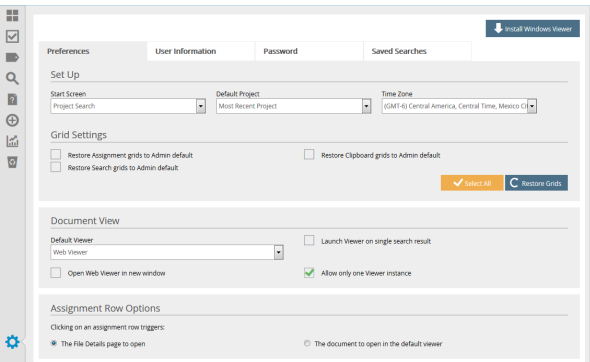 Install Windows Viewer
Preferences User Information Password Saved Searches
Set Up
Start Screen Default Project Time Zone
Project Search Most Recent Project (GMT-6) Central America, Central Time, Mexico Ci
Grid Settings
Restore Assignment grids to Admin default Restore Clipboard grids to Admin default
Restore Search grids to Admin default
Select All Restore Grids
Document View
Default Viewer
Launch Viewer on single search result
Web Viewer
Open Web Viewer in new window Allow only one Viewer instance
Assignment Row Options
Clicking on an assignment row triggers:
The File Details page to open The document to open in the default viewer